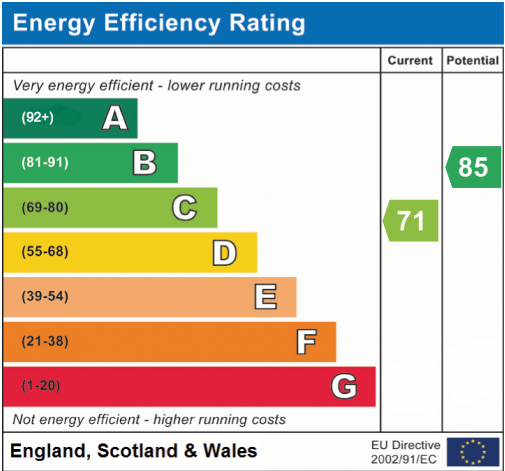 Energy Efficiency Rating
Current Potential
Very energy efficient - lower running costs
(92+) A
(81-91) B
85
(69-80) C
71
(55-68) D
(39-54) E
(21-38) F
(1-20) G
Not energy efficient - higher running costs
England, Scotland & Wales
EU Directive
2002/91/EC